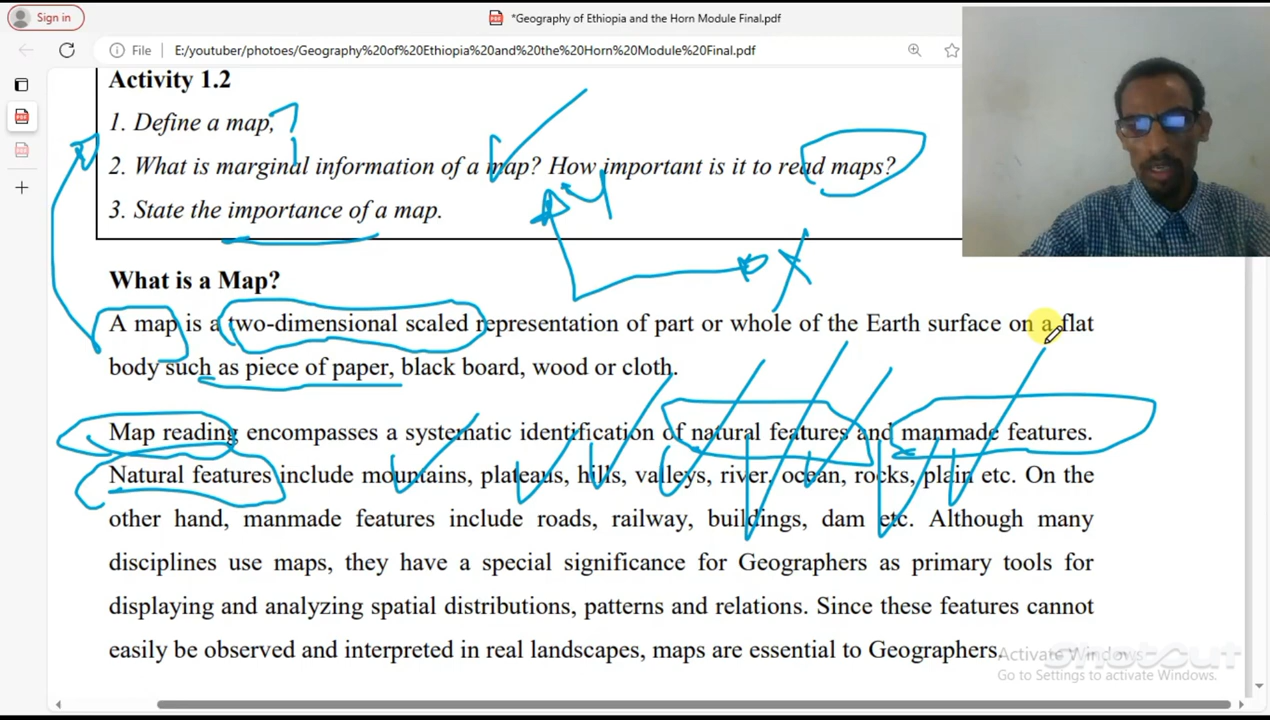 Sign in
*Geography of Ethiopia and the Horn Module Final.pdf
File E:/youtuber/photoes/Geography%20of%20Ethiopia%20and%20the%20Horn%20Module%20Final.pdf
Activity 1.2
1. Define a map,
2. What is marginal information of a map? How important is it to read maps?
3. State the importance of a map.
y
x
What is a Map?
A map is a two-dimensional scaled representation of part or whole of the Earth surface on a flat
body such as piece of paper, black board, wood or cloth.
Map reading encompasses a systematic identification of natural features and manmade features.
Natural features include mountains, plateaus, hills, valleys, river, ocean, rocks, plain etc. On the
other hand, manmade features include roads, railway, buildings, dam etc. Although many
disciplines use maps, they have a special significance for Geographers as primary tools for
displaying and analyzing spatial distributions, patterns and relations. Since these features cannot
easily be observed and interpreted in real landscapes, maps are essential to Geographers.
Activate Windows
Go to Settings to activate Windows.